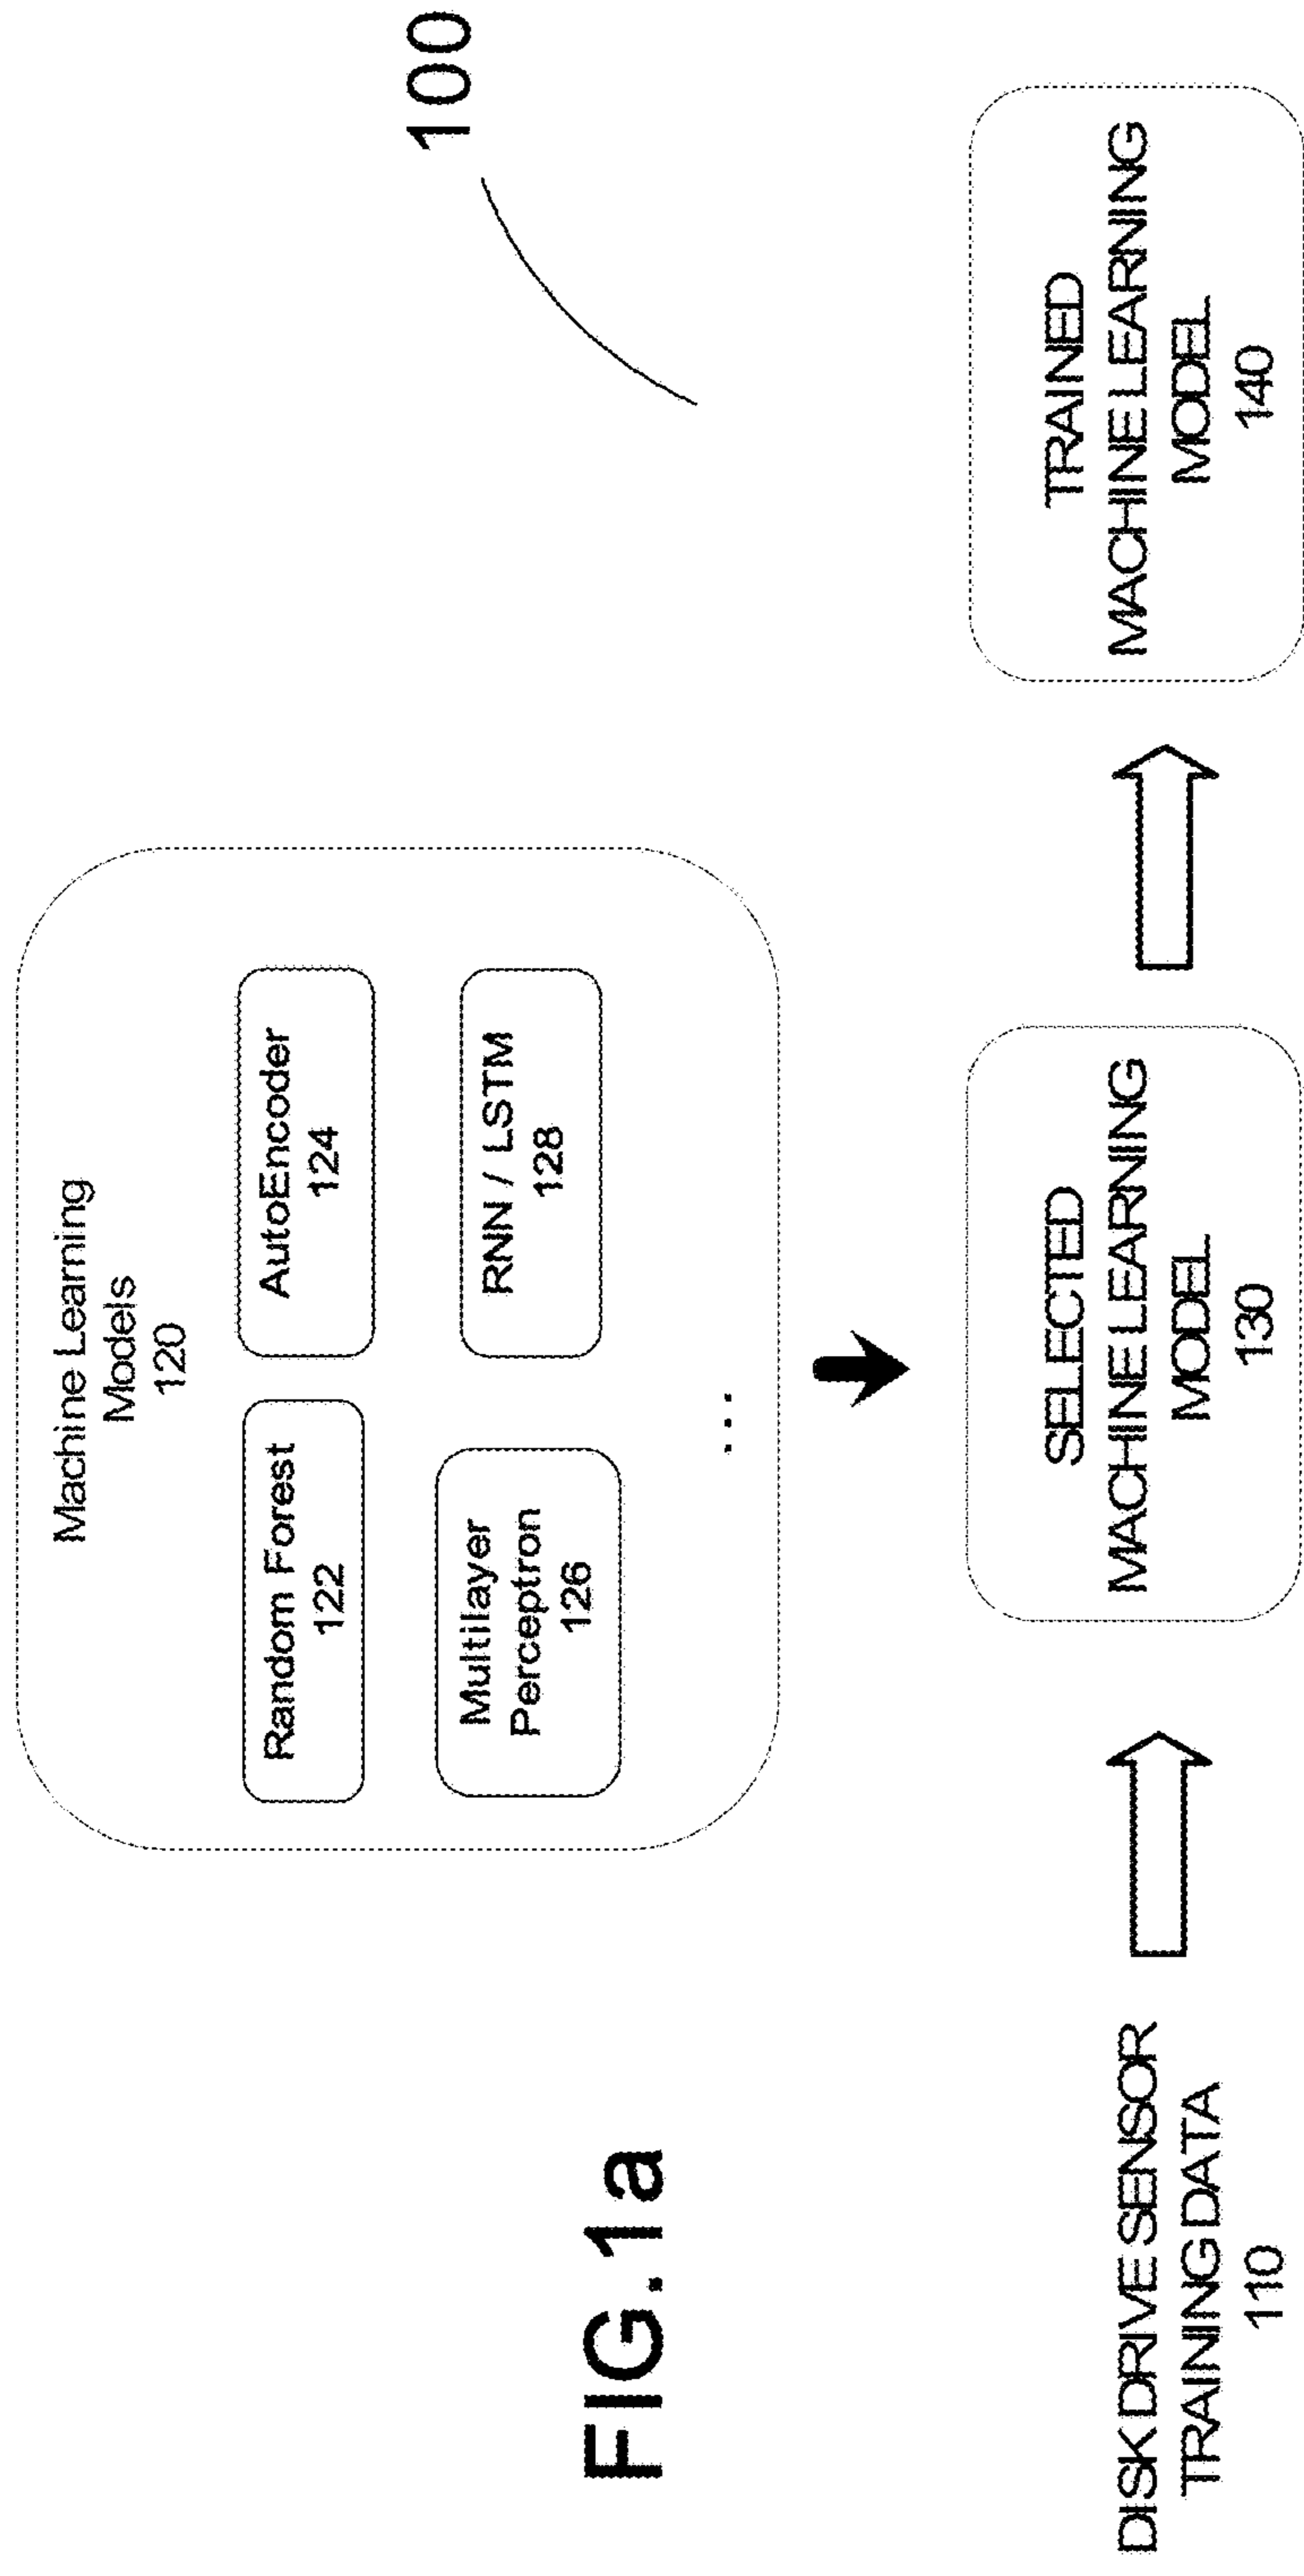 100
Machine Learning
Models
120
Random Forest
122
AutoEncoder
124
Multilayer
Perceptron
126
RNN / LSTM
128
...
FIG.1a
DISK DRIVE SENSOR
TRAINING DATA
110
SELECTED
MACHINE LEARNING
MODEL
130
TRAINED
MACHINE LEARNING
MODEL
140